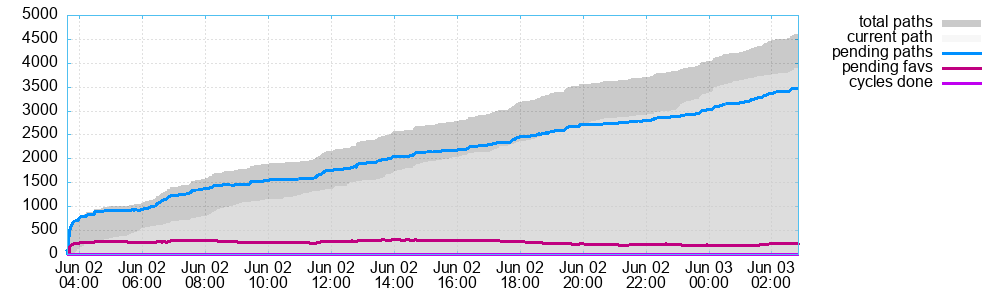 5000
4500
4000
3500
3000
2500
2000
1500
1000
500
0
Jun 02 Jun 02 Jun 02 Jun 02 Jun 02 Jun 02 Jun 02 Jun 02 Jun 02 Jun 02 Jun 03 Jun 03
04:00 06:00 08:00 10:00 12:00 14:00 16:00 18:00 20:00 22:00 00:00 02:00
total paths
current path
pending paths
pending favs
cycles done